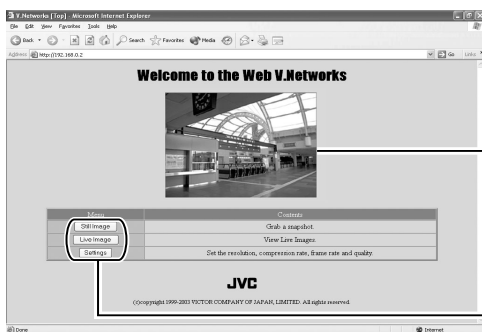 V.Networks [Top] - Microsoft Internet Explorer
File Edit View Favorites Tools Help
Back Search Favorites Media
Address http://192.168.0.2 Go Links
Welcome to the Web V.Networks
Menu Contents
Still Image Grab a snapshot.
Live Image View Live Images.
Settings Set the resolution, compression rate, frame rate and quality.
JVC
(c)copyright 1999-2003 VICTOR COMPANY OF JAPAN, LIMITED. All rights reserved.
Done Internet